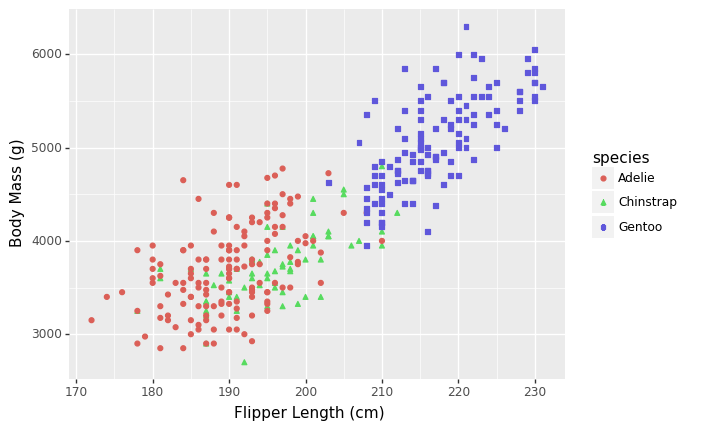 6000
5000
4000
3000
Body Mass (g)
170 180 190 200 210 220 230
Flipper Length (cm)
species
Adelie
Chinstrap
Gentoo